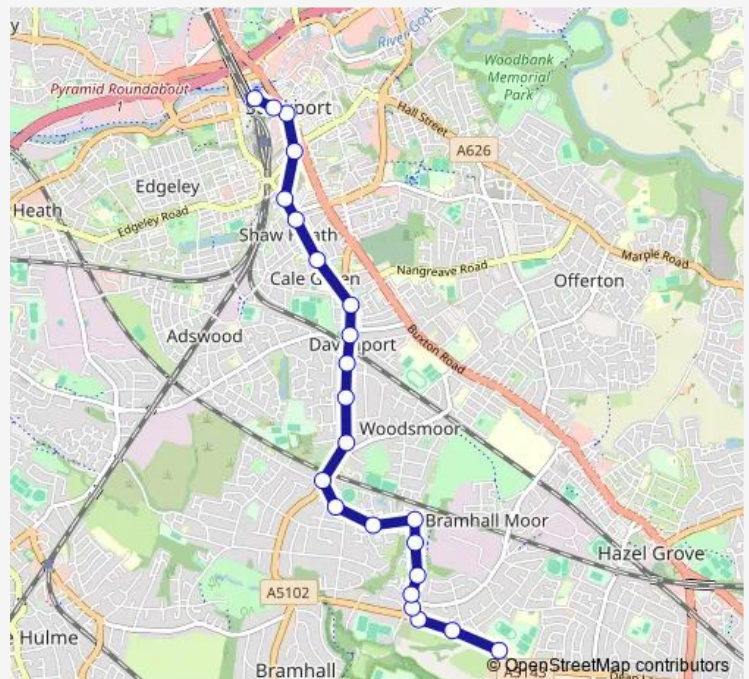 River Goyt
Woodbank
Memorial
Park
Pyramid Roundabout
1
Hall Street
A626
Edgeley
Heath
Edgeley Road
Nangreave Road
Marple Road
Offerton
Adswood
Buxton Road
Woodsmoor
Bramhall Moor
Hazel Grove
A5102
Hulme
Bramhall
© OpenStreetMap contributors